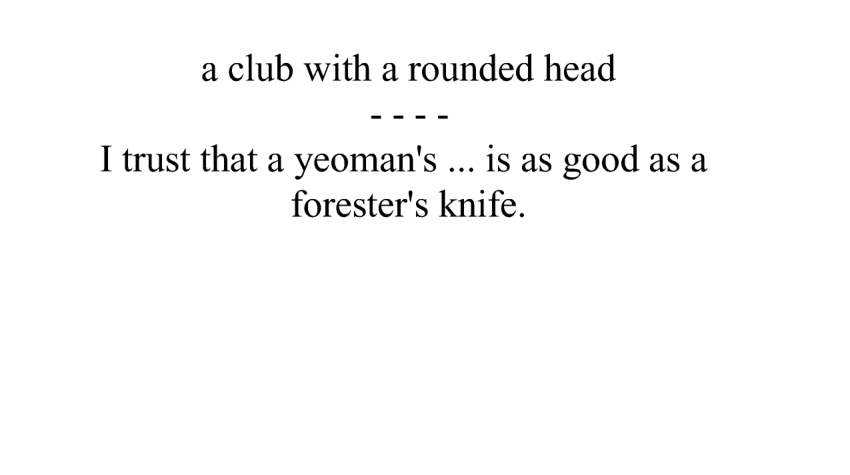 a club with a rounded head
- - - -
I trust that a yeoman's ... is as good as a
forester's knife.